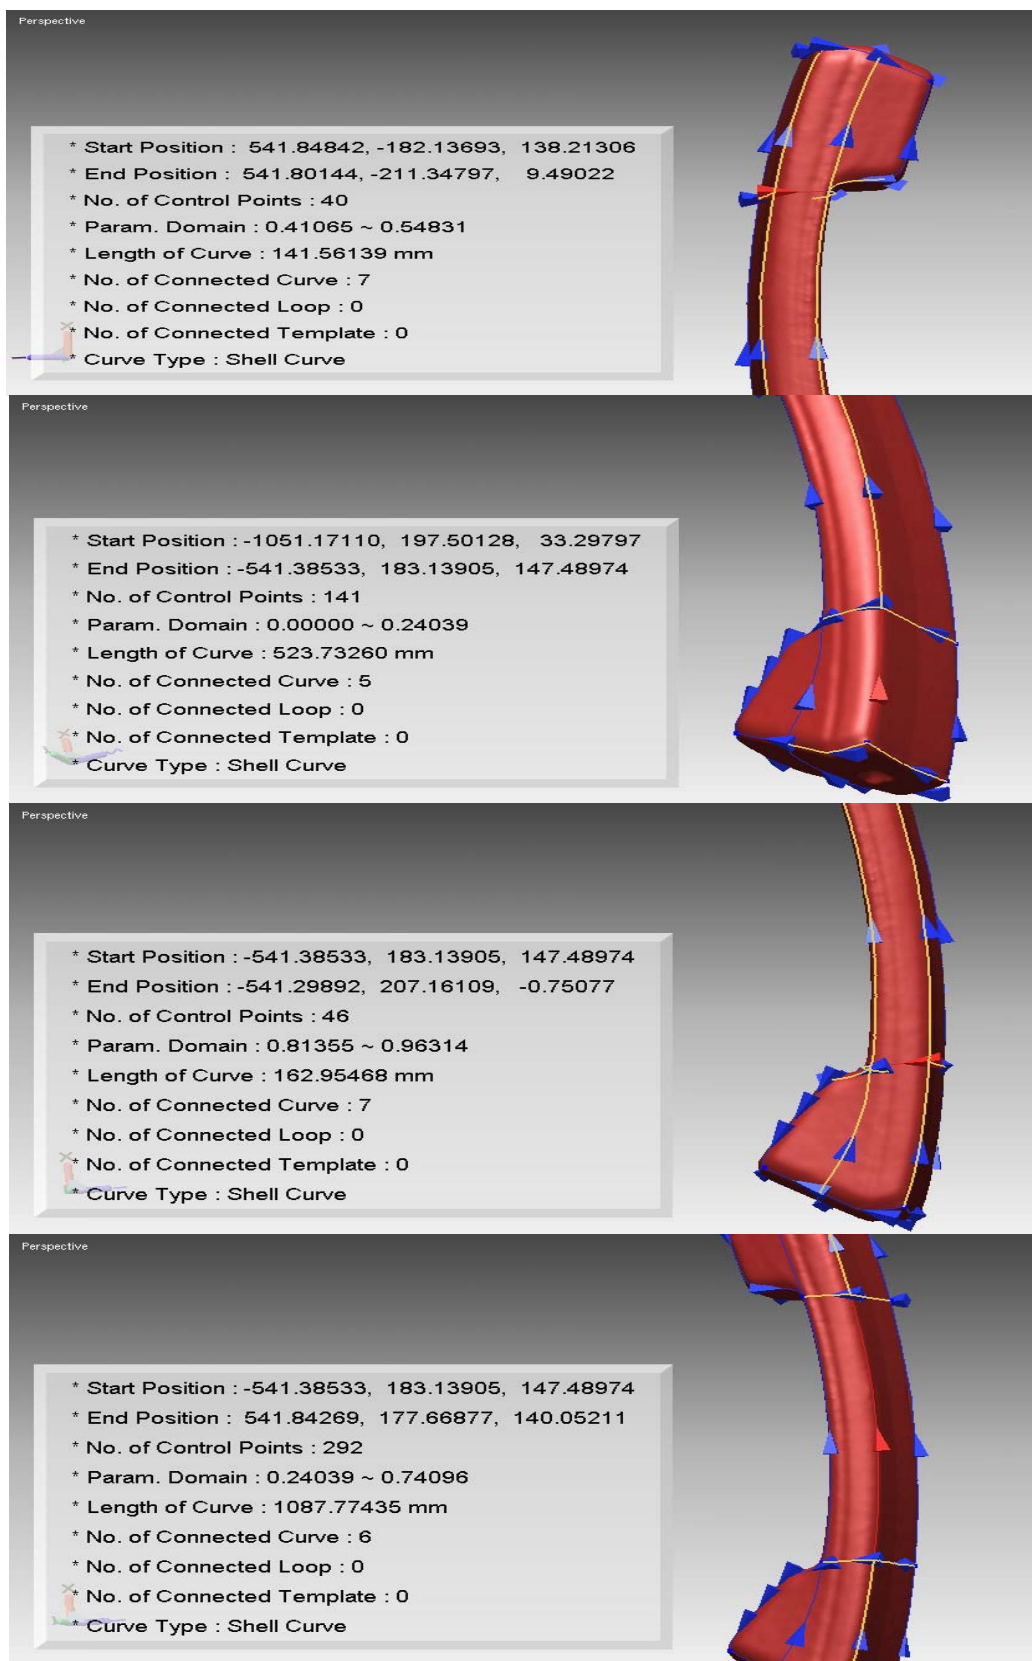 Perspective
* Start Position : 541.84842, -182.13693, 138.21306
* End Position : 541.80144, -211.34797, 9.49022
* No. of Control Points : 40
* Param. Domain : 0.41065 ~ 0.54831
* Length of Curve : 141.56139 mm
* No. of Connected Curve : 7
* No. of Connected Loop : 0
* No. of Connected Template : 0
* Curve Type : Shell Curve
Perspective
* Start Position : -1051.17110, 197.50128, 33.29797
* End Position : -541.38533, 183.13905, 147.48974
* No. of Control Points : 141
* Param. Domain : 0.00000 ~ 0.24039
* Length of Curve : 523.73260 mm
* No. of Connected Curve : 5
* No. of Connected Loop : 0
* No. of Connected Template : 0
* Curve Type : Shell Curve
Perspective
* Start Position : -541.38533, 183.13905, 147.48974
* End Position : -541.29892, 207.16109, -0.75077
* No. of Control Points : 46
* Param. Domain : 0.81355 ~ 0.96314
* Length of Curve : 162.95468 mm
* No. of Connected Curve : 7
* No. of Connected Loop : 0
* No. of Connected Template : 0
* Curve Type : Shell Curve
Perspective
* Start Position : -541.38533, 183.13905, 147.48974
* End Position : 541.84269, 177.66877, 140.05211
* No. of Control Points : 292
* Param. Domain : 0.24039 ~ 0.74096
* Length of Curve : 1087.77435 mm
* No. of Connected Curve : 6
* No. of Connected Loop : 0
* No. of Connected Template : 0
* Curve Type : Shell Curve